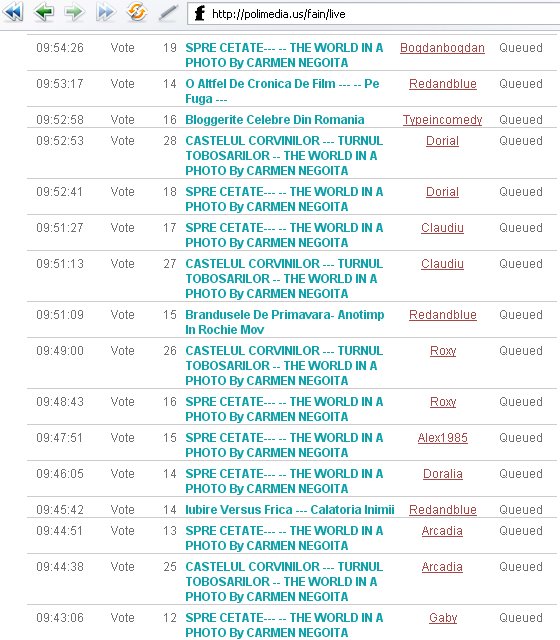 http://polimedia.us/fain/live
09:54:26 Vote 19 SPRE CETATE--- -- THE WORLD IN A Bogdanbogdan Queued
PHOTO By CARMEN NEGOITA
09:53:17 Vote 14 O Altfel De Cronica De Film --- -- Pe Redandblue Queued
Fuga ---
09:52:58 Vote 16 Bloggerite Celebre Din Romania Typeincomedy Queued
09:52:53 Vote 28 CASTELUL CORVINILOR --- TURNUL Dorial Queued
TOBOSARILOR -- THE WORLD IN A
PHOTO By CARMEN NEGOITA
09:52:41 Vote 18 SPRE CETATE--- -- THE WORLD IN A Dorial Queued
PHOTO By CARMEN NEGOITA
09:51:27 Vote 17 SPRE CETATE--- -- THE WORLD IN A Claudiu Queued
PHOTO By CARMEN NEGOITA
09:51:13 Vote 27 CASTELUL CORVINILOR --- TURNUL Claudiu Queued
TOBOSARILOR -- THE WORLD IN A
PHOTO By CARMEN NEGOITA
09:51:09 Vote 15 Brandusele De Primavara- Anotimp Redandblue Queued
In Rochie Mov
09:49:00 Vote 26 CASTELUL CORVINILOR --- TURNUL Roxy Queued
TOBOSARILOR -- THE WORLD IN A
PHOTO By CARMEN NEGOITA
09:48:43 Vote 16 SPRE CETATE--- -- THE WORLD IN A Roxy Queued
PHOTO By CARMEN NEGOITA
09:47:51 Vote 15 SPRE CETATE--- -- THE WORLD IN A Alex1985 Queued
PHOTO By CARMEN NEGOITA
09:46:05 Vote 14 SPRE CETATE--- -- THE WORLD IN A Doralia Queued
PHOTO By CARMEN NEGOITA
09:45:42 Vote 14 Iubire Versus Frica --- Calatoria Inimii Redandblue Queued
09:44:51 Vote 13 SPRE CETATE--- -- THE WORLD IN A Arcadia Queued
PHOTO By CARMEN NEGOITA
09:44:38 Vote 25 CASTELUL CORVINILOR --- TURNUL Arcadia Queued
TOBOSARILOR -- THE WORLD IN A
PHOTO By CARMEN NEGOITA
09:43:06 Vote 12 SPRE CETATE--- -- THE WORLD IN A Gaby Queued
PHOTO By CARMEN NEGOITA